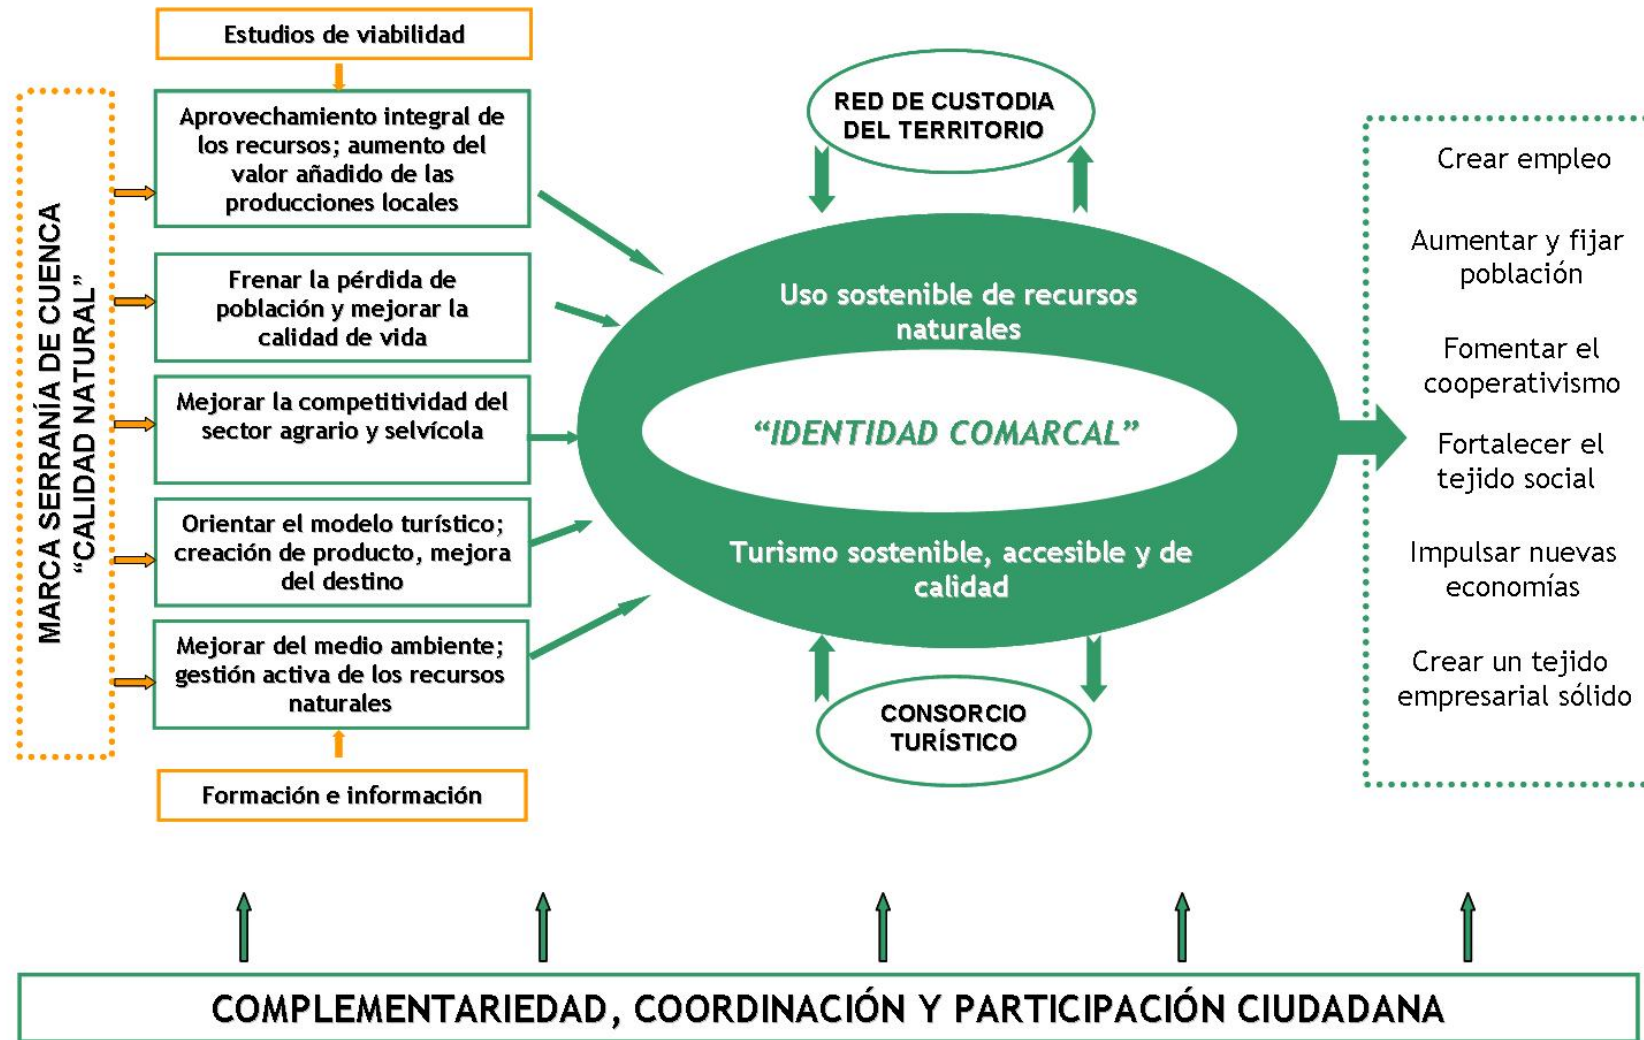 Estudios de viabilidad
MARCA SERRANÍA DE CUENCA
“CALIDAD NATURAL”
Aprovechamiento integral de
los recursos; aumento del
valor añadido de las
producciones locales
Frenar la pérdida de
población y mejorar la
calidad de vida
Mejorar la competitividad del
sector agrario y selvícola
Orientar el modelo turístico;
creación de producto, mejora
del destino
Mejorar del medio ambiente;
gestión activa de los recursos
naturales
Formación e información
RED DE CUSTODIA
DEL TERRITORIO
Uso sostenible de recursos
naturales
“IDENTIDAD COMARCAL”
Turismo sostenible, accesible y de
calidad
CONSORCIO
TURÍSTICO
Crear empleo
Aumentar y fijar
población
Fomentar el
cooperativismo
Fortalecer el
tejido social
Impulsar nuevas
economías
Crear un tejido
empresarial sólido
COMPLEMENTARIEDAD, COORDINACIÓN Y PARTICIPACIÓN CIUDADANA